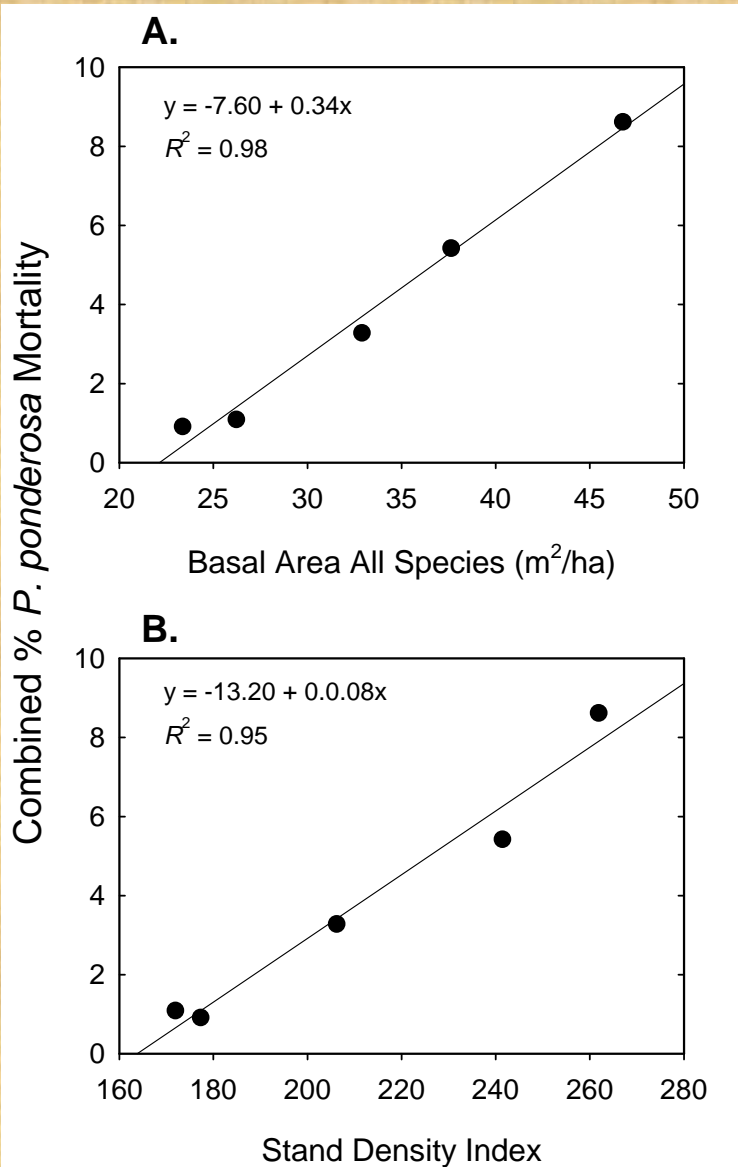 A.
Combined % P. ponderosa Mortality
y = -7.60 + 0.34x
R² = 0.98
10
8
6
4
2
0
20 25 30 35 40 45 50
Basal Area All Species (m²/ha)
B.
y = -13.20 + 0.0.08x
R² = 0.95
10
8
6
4
2
0
160 180 200 220 240 260 280
Stand Density Index